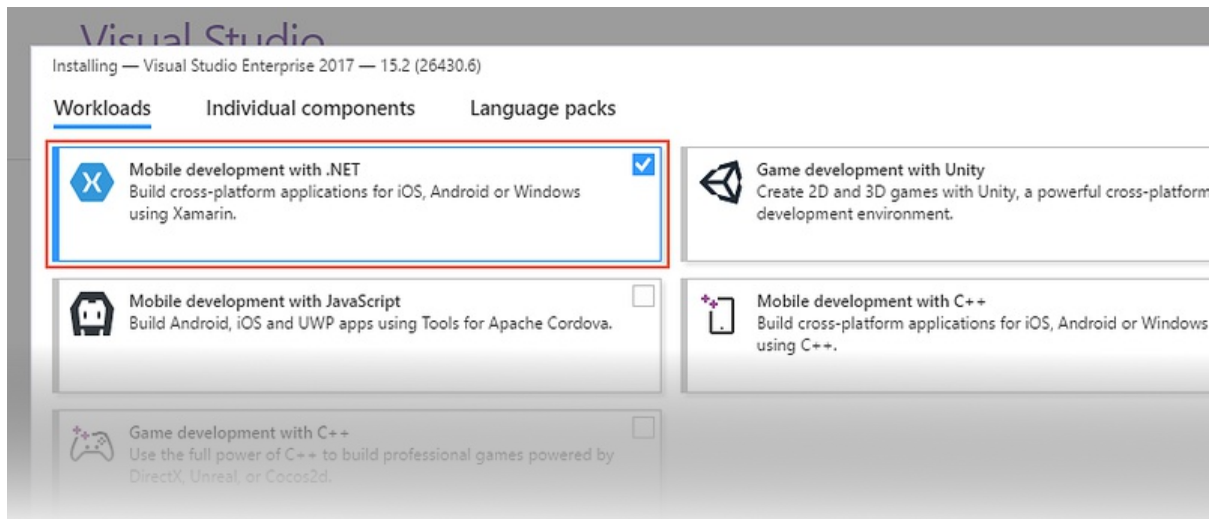 Visual Studio
Installing — Visual Studio Enterprise 2017 — 15.2 (26430.6)
Workloads Individual components Language packs
Mobile development with .NET
Build cross-platform applications for iOS, Android or Windows
using Xamarin.
Game development with Unity
Create 2D and 3D games with Unity, a powerful cross-platform
development environment.
Mobile development with JavaScript
Build Android, iOS and UWP apps using Tools for Apache Cordova.
Mobile development with C++
Build cross-platform applications for iOS, Android or Windows
using C++.
Game development with C++
Use the full power of C++ to build professional games powered by
DirectX, Unreal, or Cocos2d.